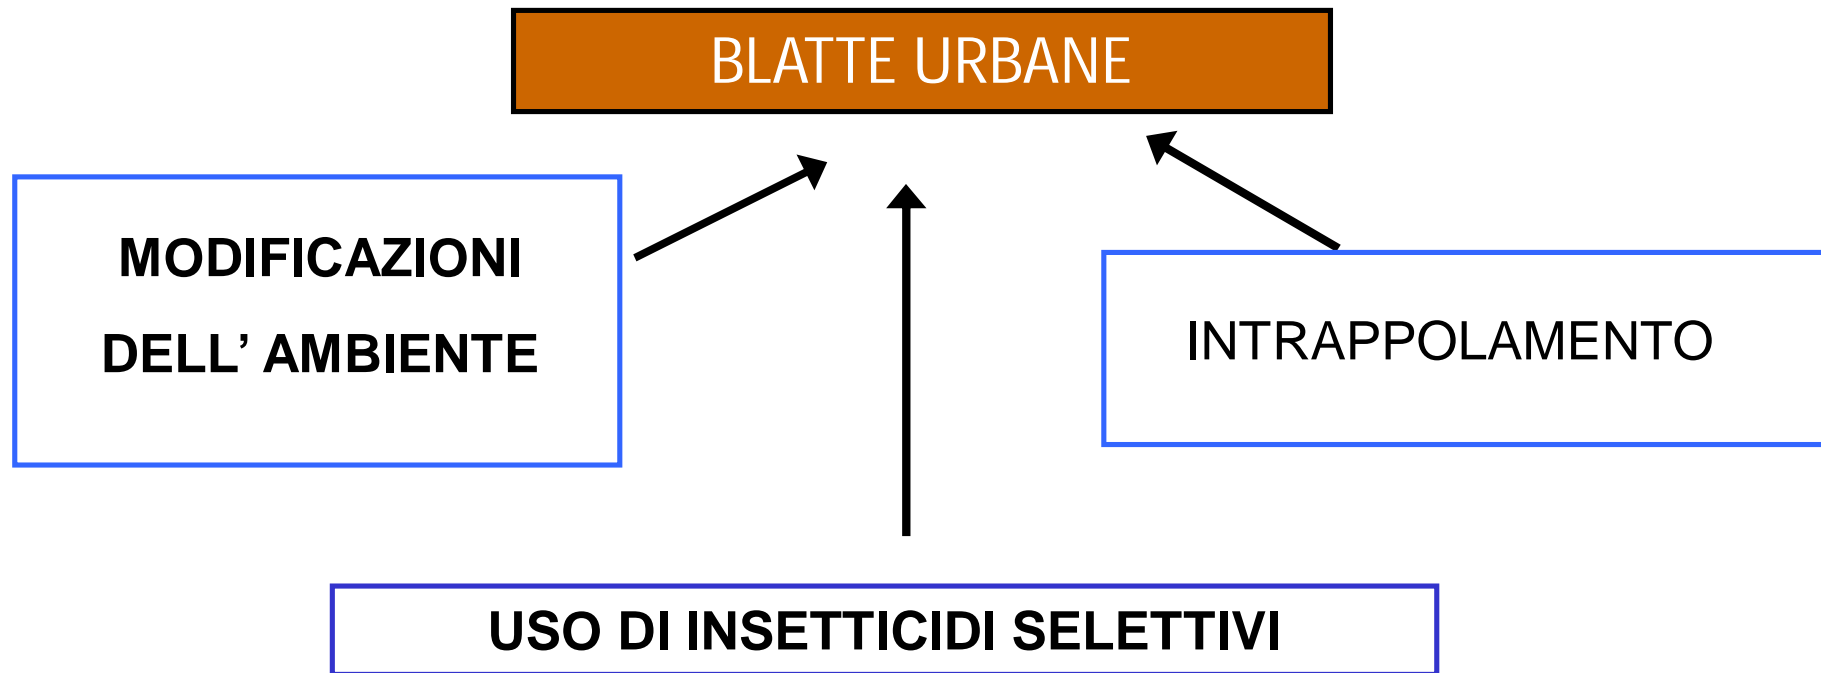 BLATTE URBANE
MODIFICAZIONI
DELL’ AMBIENTE
INTRAPPOLAMENTO
USO DI INSETTICIDI SELETTIVI